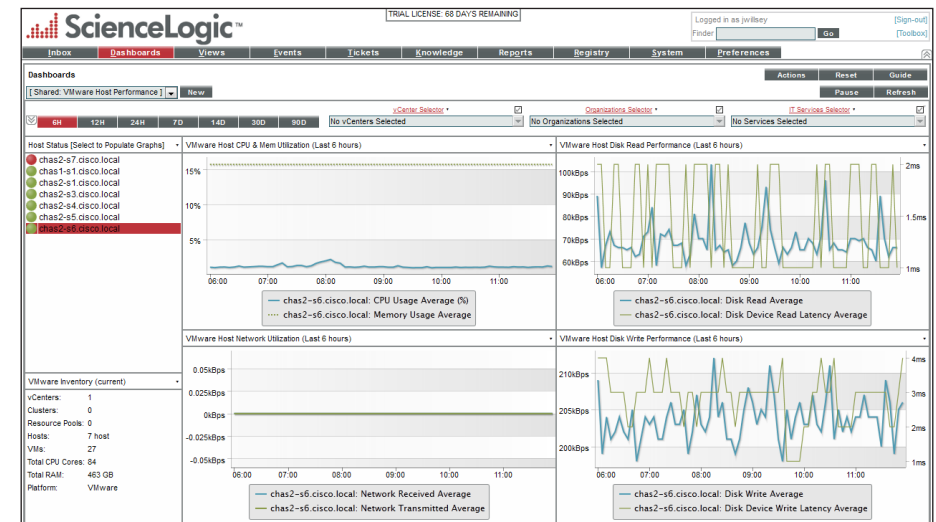 TRIAL LICENSE: 68 DAYS REMAINING
ScienceLogic™
Logged in as jwillsey [Sign-out]
Finder Go [Toolbox]
Inbox Dashboards Views Events Tickets Knowledge Reports Registry System Preferences
Dashboards Actions Reset Guide
[ Shared: VMware Host Performance ] New Pause Refresh
vCenter Selector Organizations Selector IT Services Selector
6H 12H 24H 7D 14D 30D 90D No vCenters Selected No Organizations Selected No Services Selected
Host Status [Select to Populate Graphs]
chas2-s7.cisco.local
chas1-s1.cisco.local
chas2-s1.cisco.local
chas2-s3.cisco.local
chas2-s4.cisco.local
chas2-s5.cisco.local
chas2-s6.cisco.local
VMware Host CPU & Mem Utilization (Last 6 hours)
15%
10%
5%
06:00 07:00 08:00 09:00 10:00 11:00
chas2-s6.cisco.local: CPU Usage Average (%)
chas2-s6.cisco.local: Memory Usage Average
VMware Host Disk Read Performance (Last 6 hours)
100kBps 2ms
90kBps
80kBps 1.5ms
70kBps
60kBps 1ms
06:00 07:00 08:00 09:00 10:00 11:00
chas2-s6.cisco.local: Disk Read Average
chas2-s6.cisco.local: Disk Device Read Latency Average
VMware Inventory (current)
vCenters: 1
Clusters: 0
Resource Pools: 0
Hosts: 7 host
VMs: 27
Total CPU Cores: 84
Total RAM: 463 GB
Platform: VMware
VMware Host Network Utilization (Last 6 hours)
0.05kBps
0.025kBps
0kBps
-0.025kBps
-0.05kBps
06:00 07:00 08:00 09:00 10:00 11:00
chas2-s6.cisco.local: Network Received Average
chas2-s6.cisco.local: Network Transmitted Average
VMware Host Disk Write Performance (Last 6 hours)
4ms
210kBps
3ms
205kBps
2ms
200kBps
1ms
06:00 07:00 08:00 09:00 10:00 11:00
chas2-s6.cisco.local: Disk Write Average
chas2-s6.cisco.local: Disk Device Write Latency Average